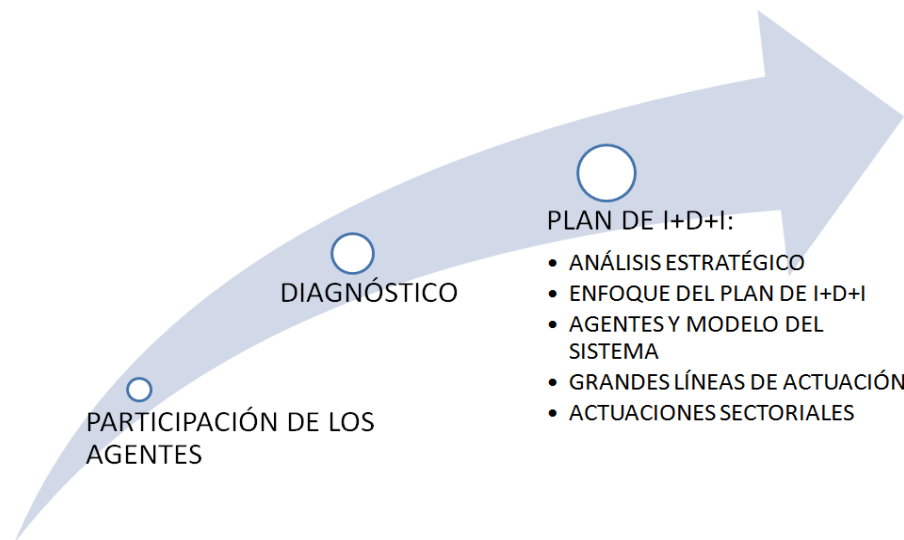 PARTICIPACIÓN DE LOS
AGENTES
DIAGNÓSTICO
PLAN DE I+D+I:
• ANÁLISIS ESTRATÉGICO
• ENFOQUE DEL PLAN DE I+D+I
• AGENTES Y MODELO DEL
SISTEMA
• GRANDES LÍNEAS DE ACTUACIÓN
• ACTUACIONES SECTORIALES